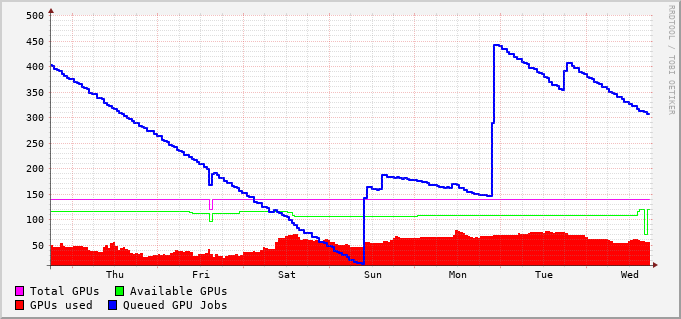 500
450
400
350
300
250
200
150
100
50
Thu Fri Sat Sun Mon Tue Wed
RRDTOOL / TOBI OETIKER
Total GPUs Available GPUs
GPUs used Queued GPU Jobs